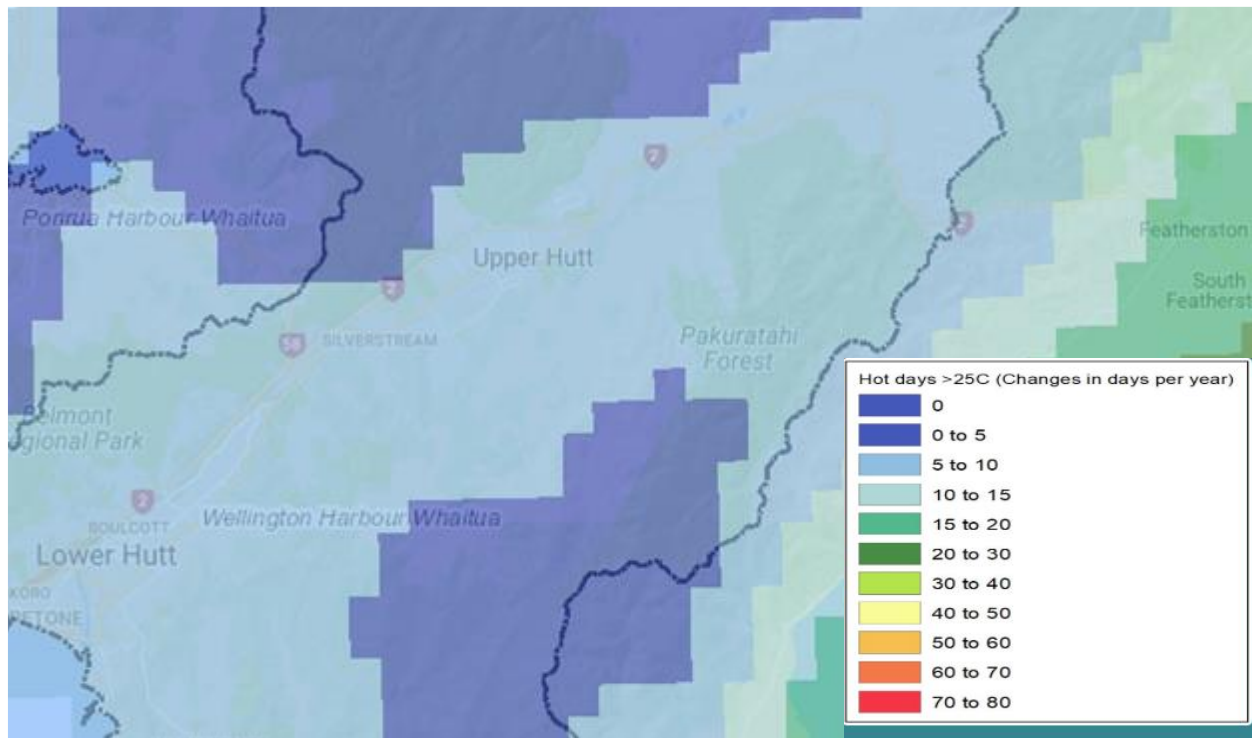 Porirua Harbour Whaitua
2
Upper Hutt
2
Featherston
2
58
SILVERSTREAM
South
Featherst
Pakuratahi
Forest
Belmont
egional Park
2
BOULCOTT
Wellington Harbour Whaitua
Lower Hutt
KORO
PETONE
Hot days >25C (Changes in days per year)
0
0 to 5
5 to 10
10 to 15
15 to 20
20 to 30
30 to 40
40 to 50
50 to 60
60 to 70
70 to 80